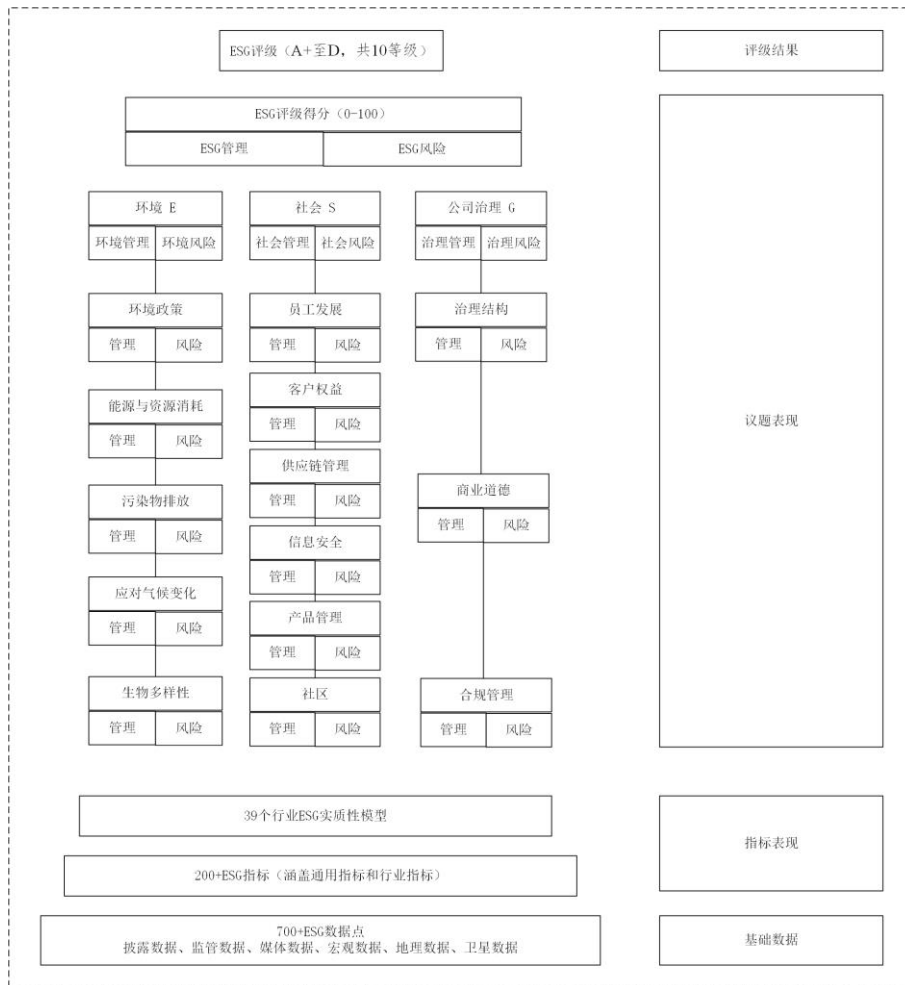 ESG评级（A+至D，共10等级）
评级结果
ESG评级得分（0-100）
ESG管理 ESG风险
环境 E 社会 S 公司治理 G
环境管理 环境风险 社会管理 社会风险 治理管理 治理风险
环境政策 员工发展 治理结构
管理 风险 管理 风险 管理 风险
客户权益
能源与资源消耗
管理 风险
管理 风险
议题表现
供应链管理
污染物排放 商业道德
管理 风险
管理 风险 管理 风险
信息安全
管理 风险
应对气候变化
产品管理
管理 风险
管理 风险
生物多样性 社区 合规管理
管理 风险 管理 风险 管理 风险
39个行业ESG实质性模型
指标表现
200+ESG指标（涵盖通用指标和行业指标）
700+ESG数据点
披露数据、监管数据、媒体数据、宏观数据、地理数据、卫星数据
基础数据